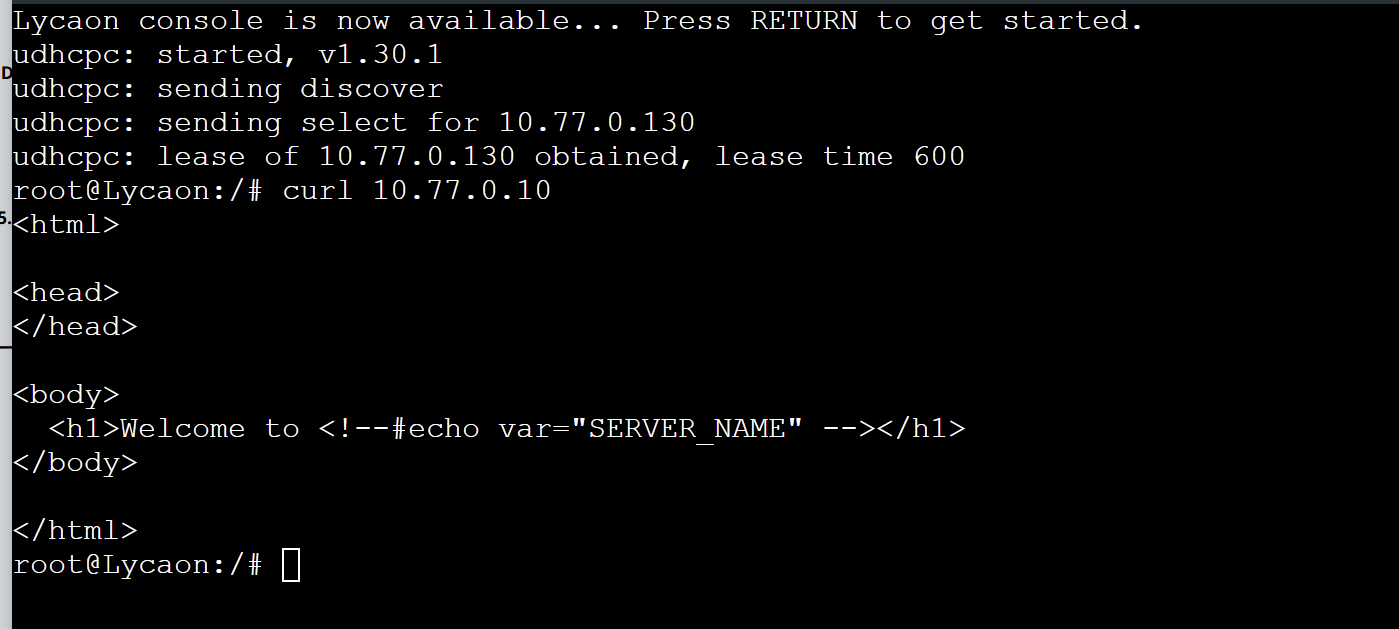 Lycaon console is now available... Press RETURN to get started.
udhcpc: started, v1.30.1
udhcpc: sending discover
udhcpc: sending select for 10.77.0.130
udhcpc: lease of 10.77.0.130 obtained, lease time 600
root@Lycaon:/# curl 10.77.0.10
<html>

<head>
</head>

<body>
  <h1>Welcome to <!--#echo var="SERVER_NAME" --></h1>
</body>

</html>
root@Lycaon:/#